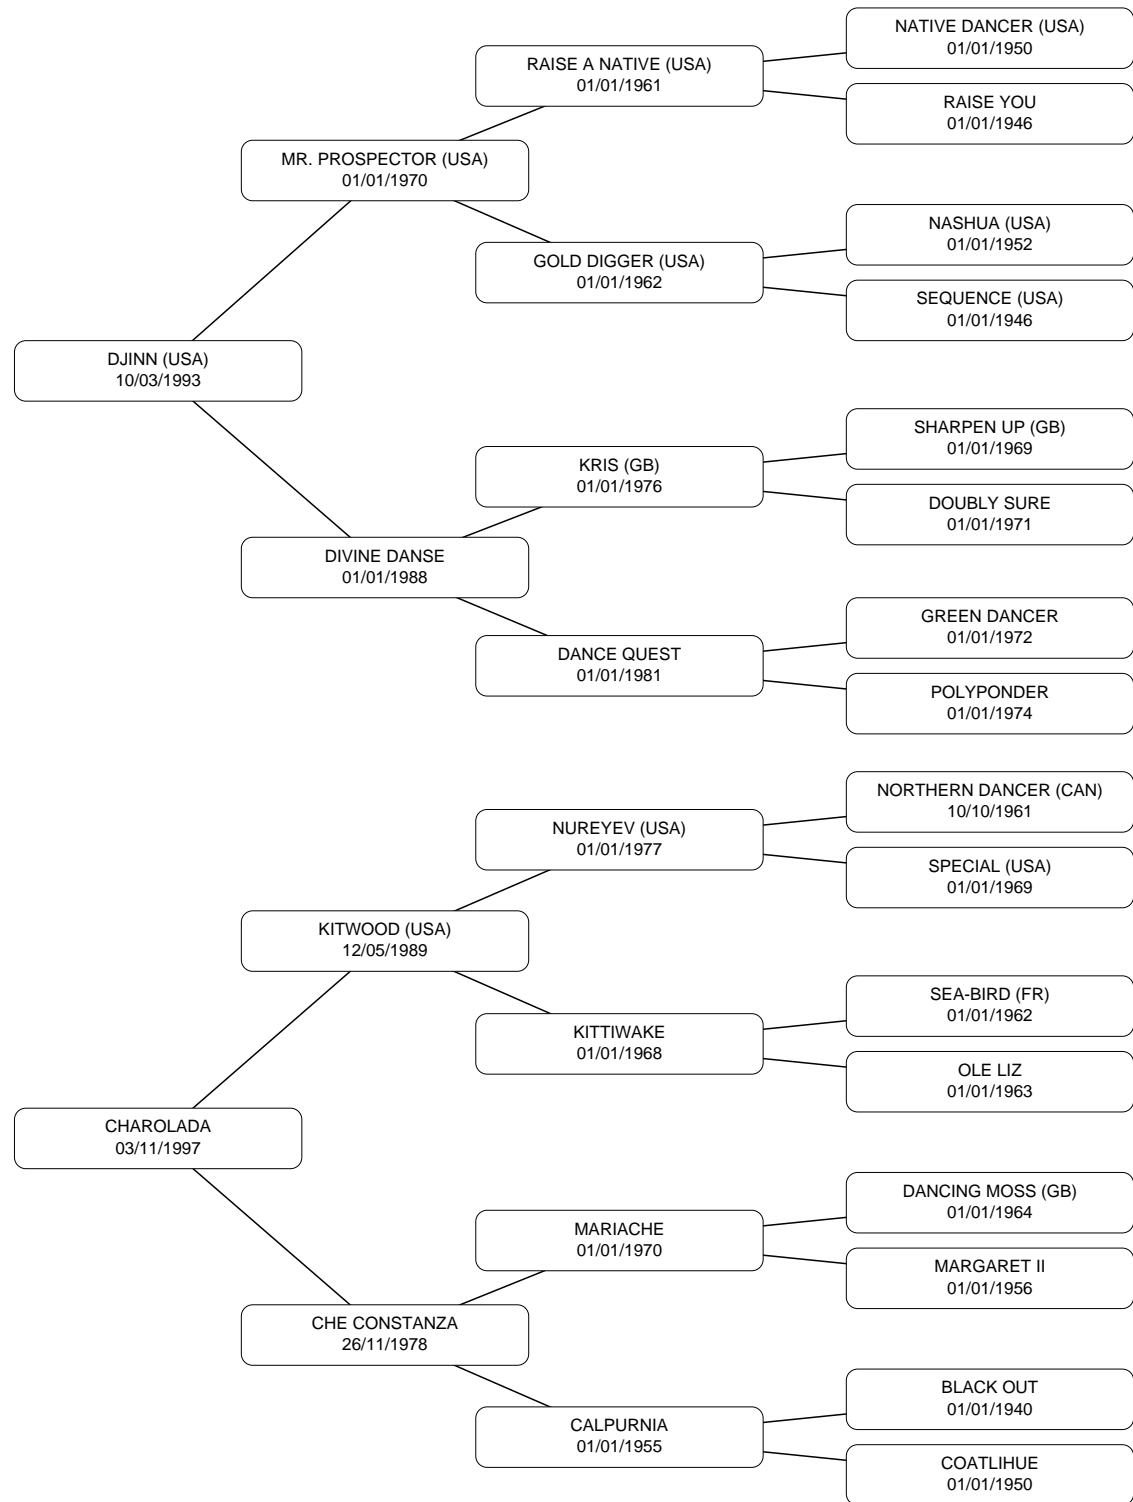 NATIVE DANCER (USA)
01/01/1950
RAISE A NATIVE (USA)
01/01/1961
RAISE YOU
01/01/1946
MR. PROSPECTOR (USA)
01/01/1970
NASHUA (USA)
01/01/1952
GOLD DIGGER (USA)
01/01/1962
SEQUENCE (USA)
01/01/1946
DJINN (USA)
10/03/1993
SHARPEN UP (GB)
01/01/1969
KRIS (GB)
01/01/1976
DOUBLY SURE
01/01/1971
DIVINE DANSE
01/01/1988
GREEN DANCER
01/01/1972
DANCE QUEST
01/01/1981
POLYPONDER
01/01/1974
NORTHERN DANCER (CAN)
10/10/1961
NUREYEV (USA)
01/01/1977
SPECIAL (USA)
01/01/1969
KITWOOD (USA)
12/05/1989
SEA-BIRD (FR)
01/01/1962
KITTIWAKE
01/01/1968
OLE LIZ
01/01/1963
CHAROLADA
03/11/1997
DANCING MOSS (GB)
01/01/1964
MARIACHE
01/01/1970
MARGARET II
01/01/1956
CHE CONSTANZA
26/11/1978
BLACK OUT
01/01/1940
CALPURNIA
01/01/1955
COATLIHUE
01/01/1950